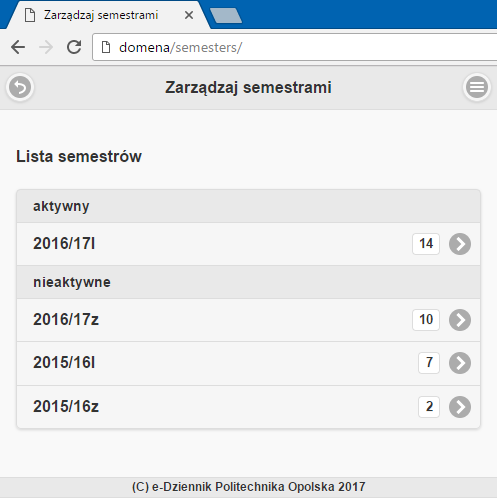 Zarządzaj semestrami
domena/semesters/
Zarządzaj semestrami
Lista semestrów
aktywny
2016/17l 14
nieaktywne
2016/17z 10
2015/16l 7
2015/16z 2
(C) e-Dziennik Politechnika Opolska 2017